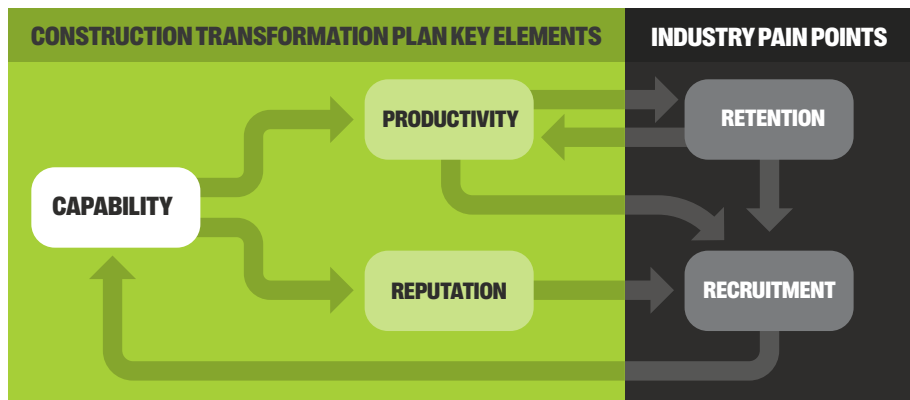 CONSTRUCTION TRANSFORMATION PLAN KEY ELEMENTS
INDUSTRY PAIN POINTS
PRODUCTIVITY
RETENTION
CAPABILITY
REPUTATION
RECRUITMENT